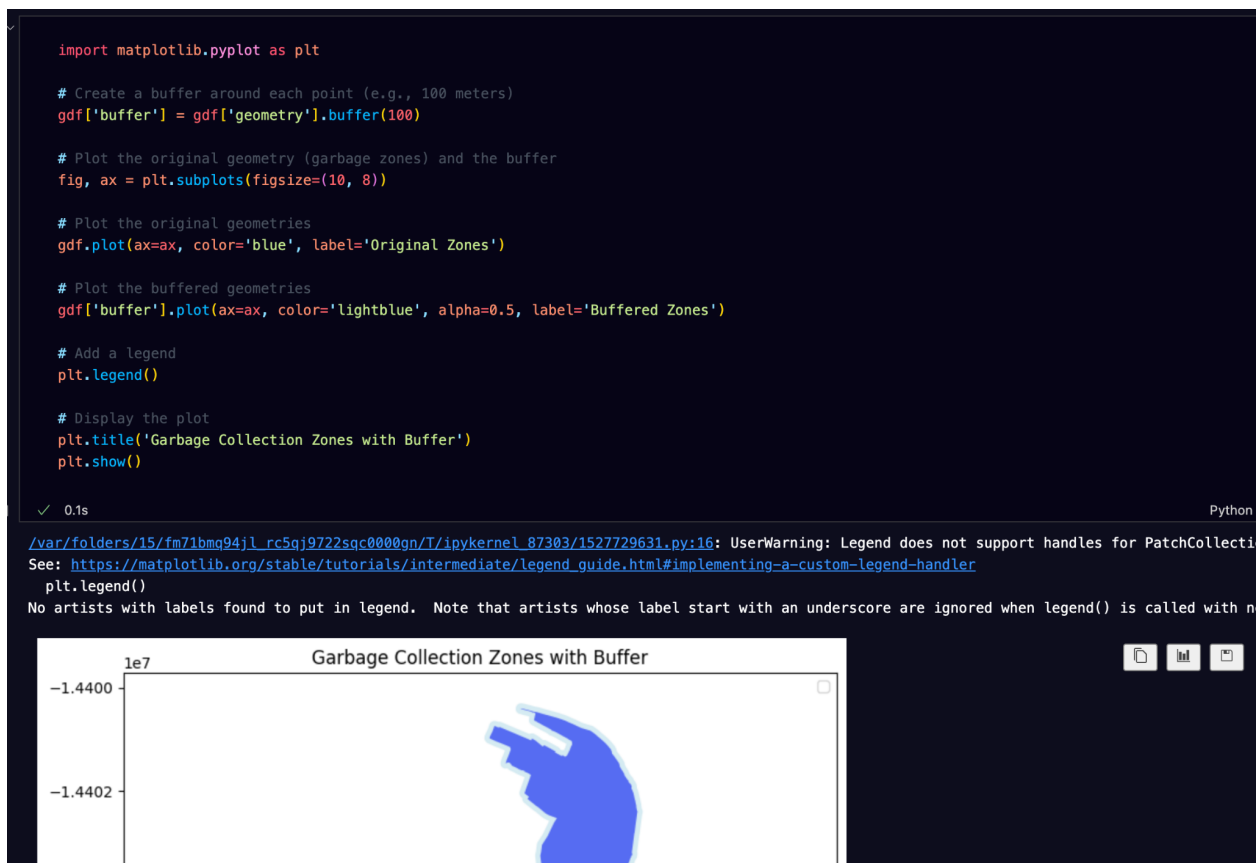 import matplotlib.pyplot as plt
# Create a buffer around each point (e.g., 100 meters)
gdf['buffer'] = gdf['geometry'].buffer(100)
# Plot the original geometry (garbage zones) and the buffer
fig, ax = plt.subplots(figsize=(10, 8))
# Plot the original geometries
gdf.plot(ax=ax, color='blue', label='Original Zones')
# Plot the buffered geometries
gdf['buffer'].plot(ax=ax, color='lightblue', alpha=0.5, label='Buffered Zones')
# Add a legend
plt.legend()
# Display the plot
plt.title('Garbage Collection Zones with Buffer')
plt.show()
✓ 0.1s
Python
/var/folders/15/fm71bmq94jl_rc5qj9722sqc0000gn/T/ipykernel_87303/1527729631.py:16: UserWarning: Legend does not support handles for PatchCollecti
See: https://matplotlib.org/stable/tutorials/intermediate/legend_guide.html#implementing-a-custom-legend-handler
plt.legend()
No artists with labels found to put in legend. Note that artists whose label start with an underscore are ignored when legend() is called with n
1e7
Garbage Collection Zones with Buffer
−1.4400
−1.4402